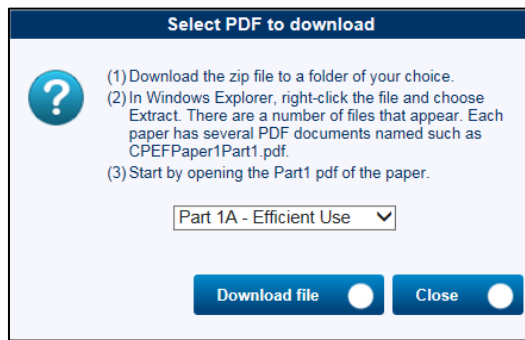 Select PDF to download
(1) Download the zip file to a folder of your choice.
(2) In Windows Explorer, right-click the file and choose
Extract. There are a number of files that appear. Each
paper has several PDF documents named such as
CPEFPaper1Part1.pdf.
(3) Start by opening the Part1 pdf of the paper.
?
Part 1A - Efficient Use
Download file
Close